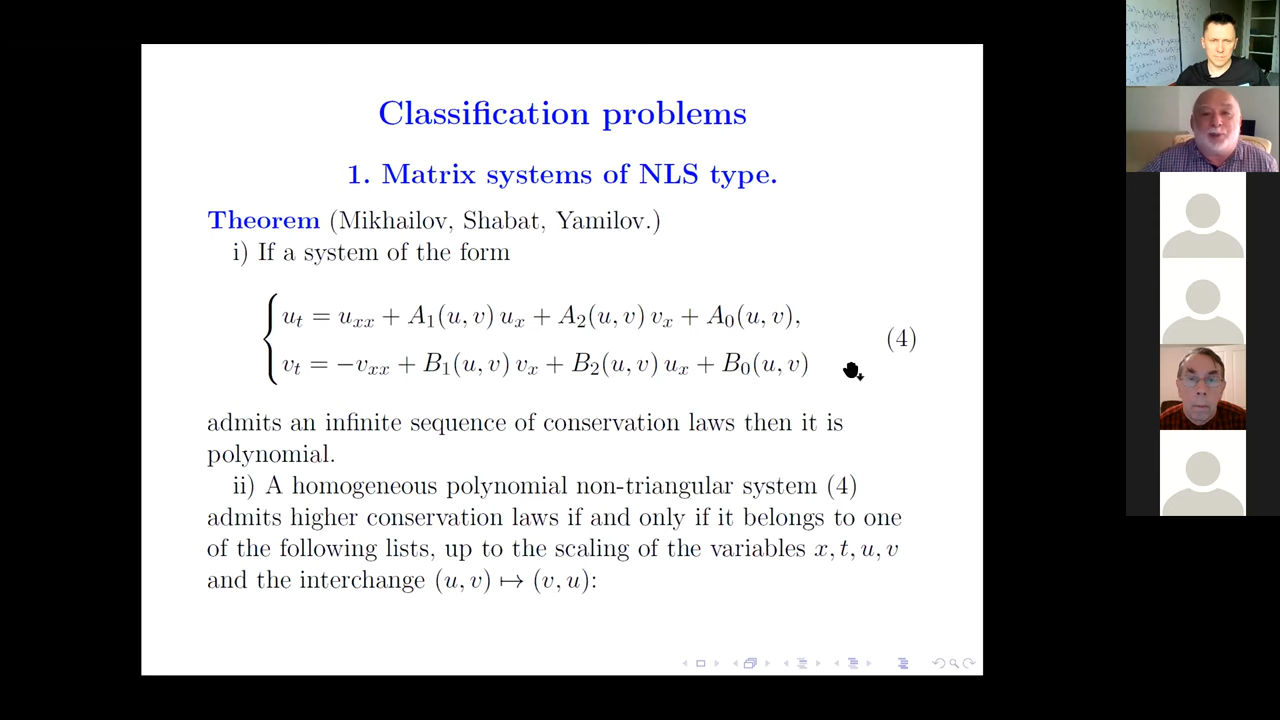 Classification problems
1. Matrix systems of NLS type.
Theorem (Mikhailov, Shabat, Yamilov.)
i) If a system of the form
u_t = u_{xx} + A_1(u, v) u_x + A_2(u, v) v_x + A_0(u, v),
(4)
v_t = −v_{xx} + B_1(u, v) v_x + B_2(u, v) u_x + B_0(u, v)
admits an infinite sequence of conservation laws then it is
polynomial.
ii) A homogeneous polynomial non-triangular system (4)
admits higher conservation laws if and only if it belongs to one
of the following lists, up to the scaling of the variables x, t, u, v
and the interchange (u, v) ↦ (v, u):